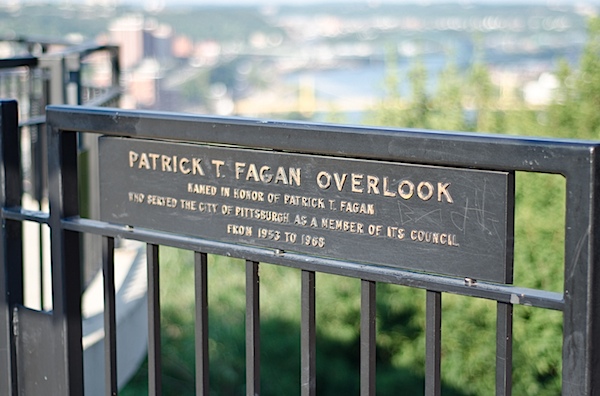 PATRICK T. FAGAN OVERLOOK
NAMED IN HONOR OF PATRICK T. FAGAN
WHO SERVED THE CITY OF PITTSBURGH AS A MEMBER OF ITS COUNCIL
FROM 1953 TO 1968